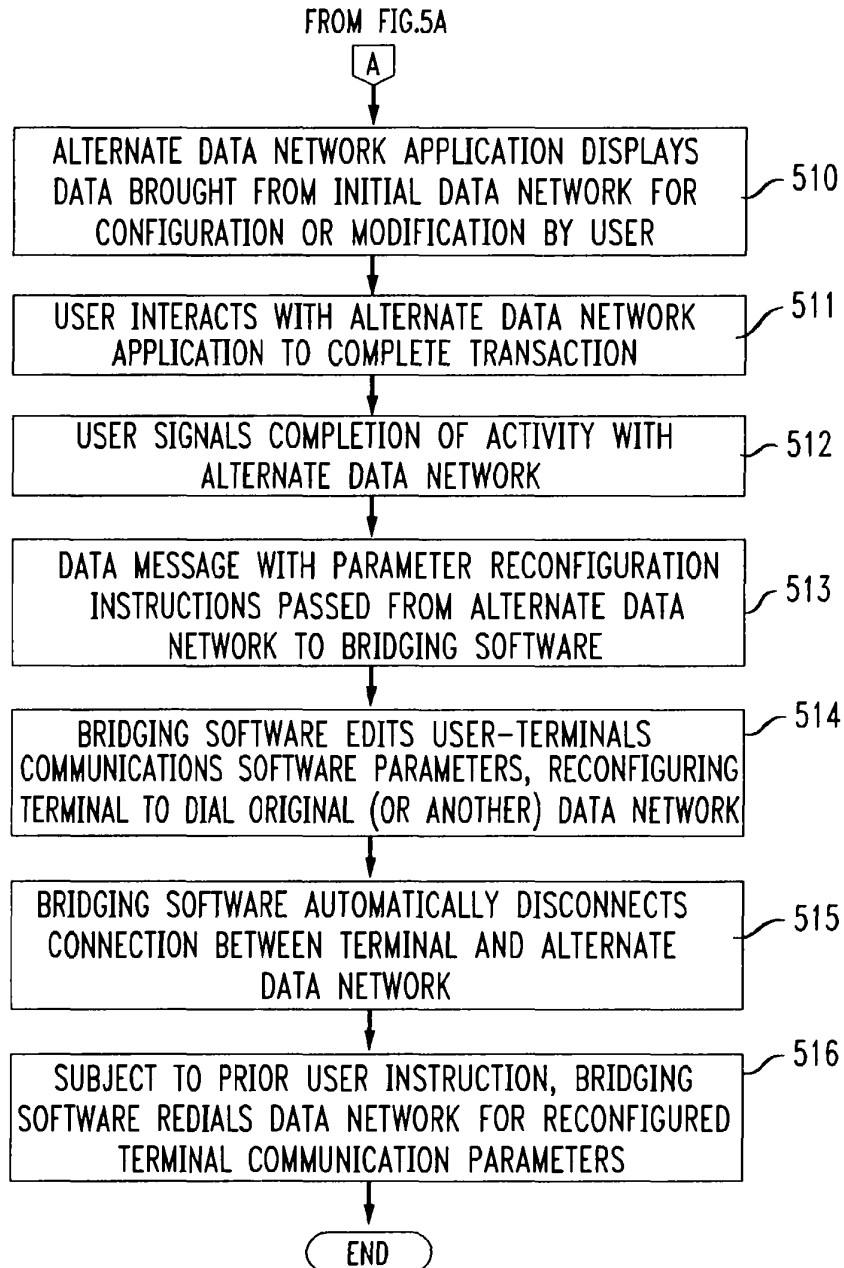 FROM FIG.5A
A
ALTERNATE DATA NETWORK APPLICATION DISPLAYS
DATA BROUGHT FROM INITIAL DATA NETWORK FOR
CONFIGURATION OR MODIFICATION BY USER
510
USER INTERACTS WITH ALTERNATE DATA NETWORK
APPLICATION TO COMPLETE TRANSACTION
511
USER SIGNALS COMPLETION OF ACTIVITY WITH
ALTERNATE DATA NETWORK
512
DATA MESSAGE WITH PARAMETER RECONFIGURATION
INSTRUCTIONS PASSED FROM ALTERNATE DATA
NETWORK TO BRIDGING SOFTWARE
513
BRIDGING SOFTWARE EDITS USER-TERMINALS
COMMUNICATIONS SOFTWARE PARAMETERS, RECONFIGURING
TERMINAL TO DIAL ORIGINAL (OR ANOTHER) DATA NETWORK
514
BRIDGING SOFTWARE AUTOMATICALLY DISCONNECTS
CONNECTION BETWEEN TERMINAL AND ALTERNATE
DATA NETWORK
515
SUBJECT TO PRIOR USER INSTRUCTION, BRIDGING
SOFTWARE REDIALS DATA NETWORK FOR RECONFIGURED
TERMINAL COMMUNICATION PARAMETERS
516
END